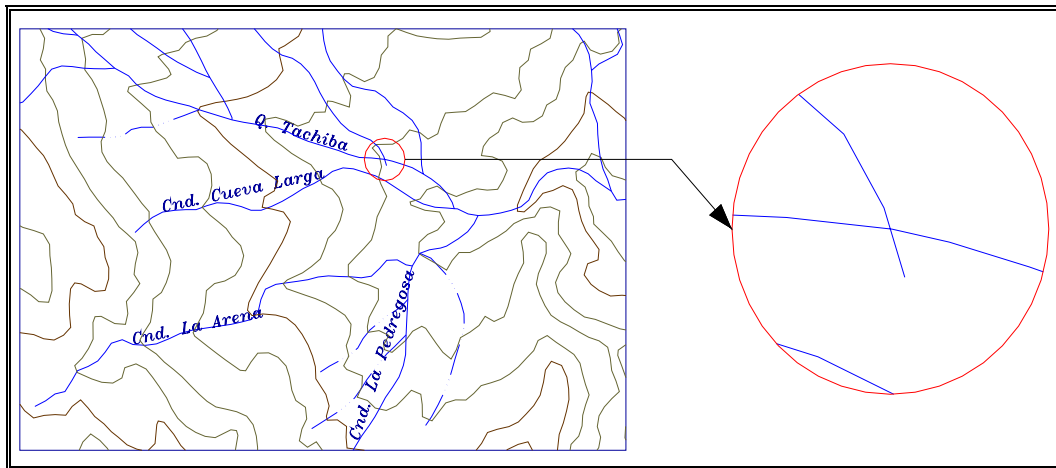 Q. Tachiba
Cnd. Cueva Larga
Cnd. La Arena
Cnd. La Pedregosa